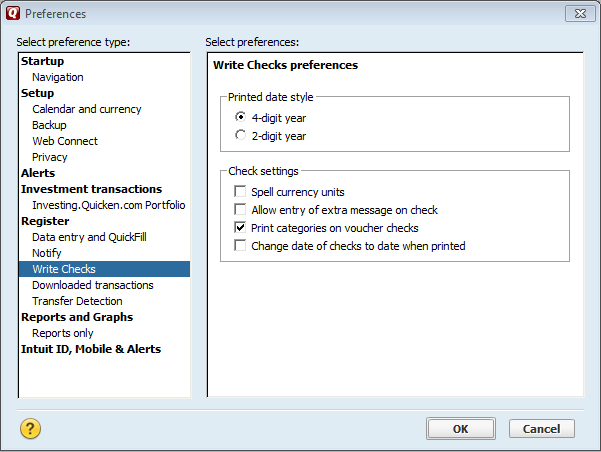 Preferences
Select preference type:
Startup
Navigation
Setup
Calendar and currency
Backup
Web Connect
Privacy
Alerts
Investment transactions
Investing.Quicken.com Portfolio
Register
Data entry and QuickFill
Notify
Write Checks
Downloaded transactions
Transfer Detection
Reports and Graphs
Reports only
Intuit ID, Mobile & Alerts
Select preferences:
Write Checks preferences
Printed date style
4-digit year
2-digit year
Check settings
Spell currency units
Allow entry of extra message on check
Print categories on voucher checks
Change date of checks to date when printed
?
OK
Cancel